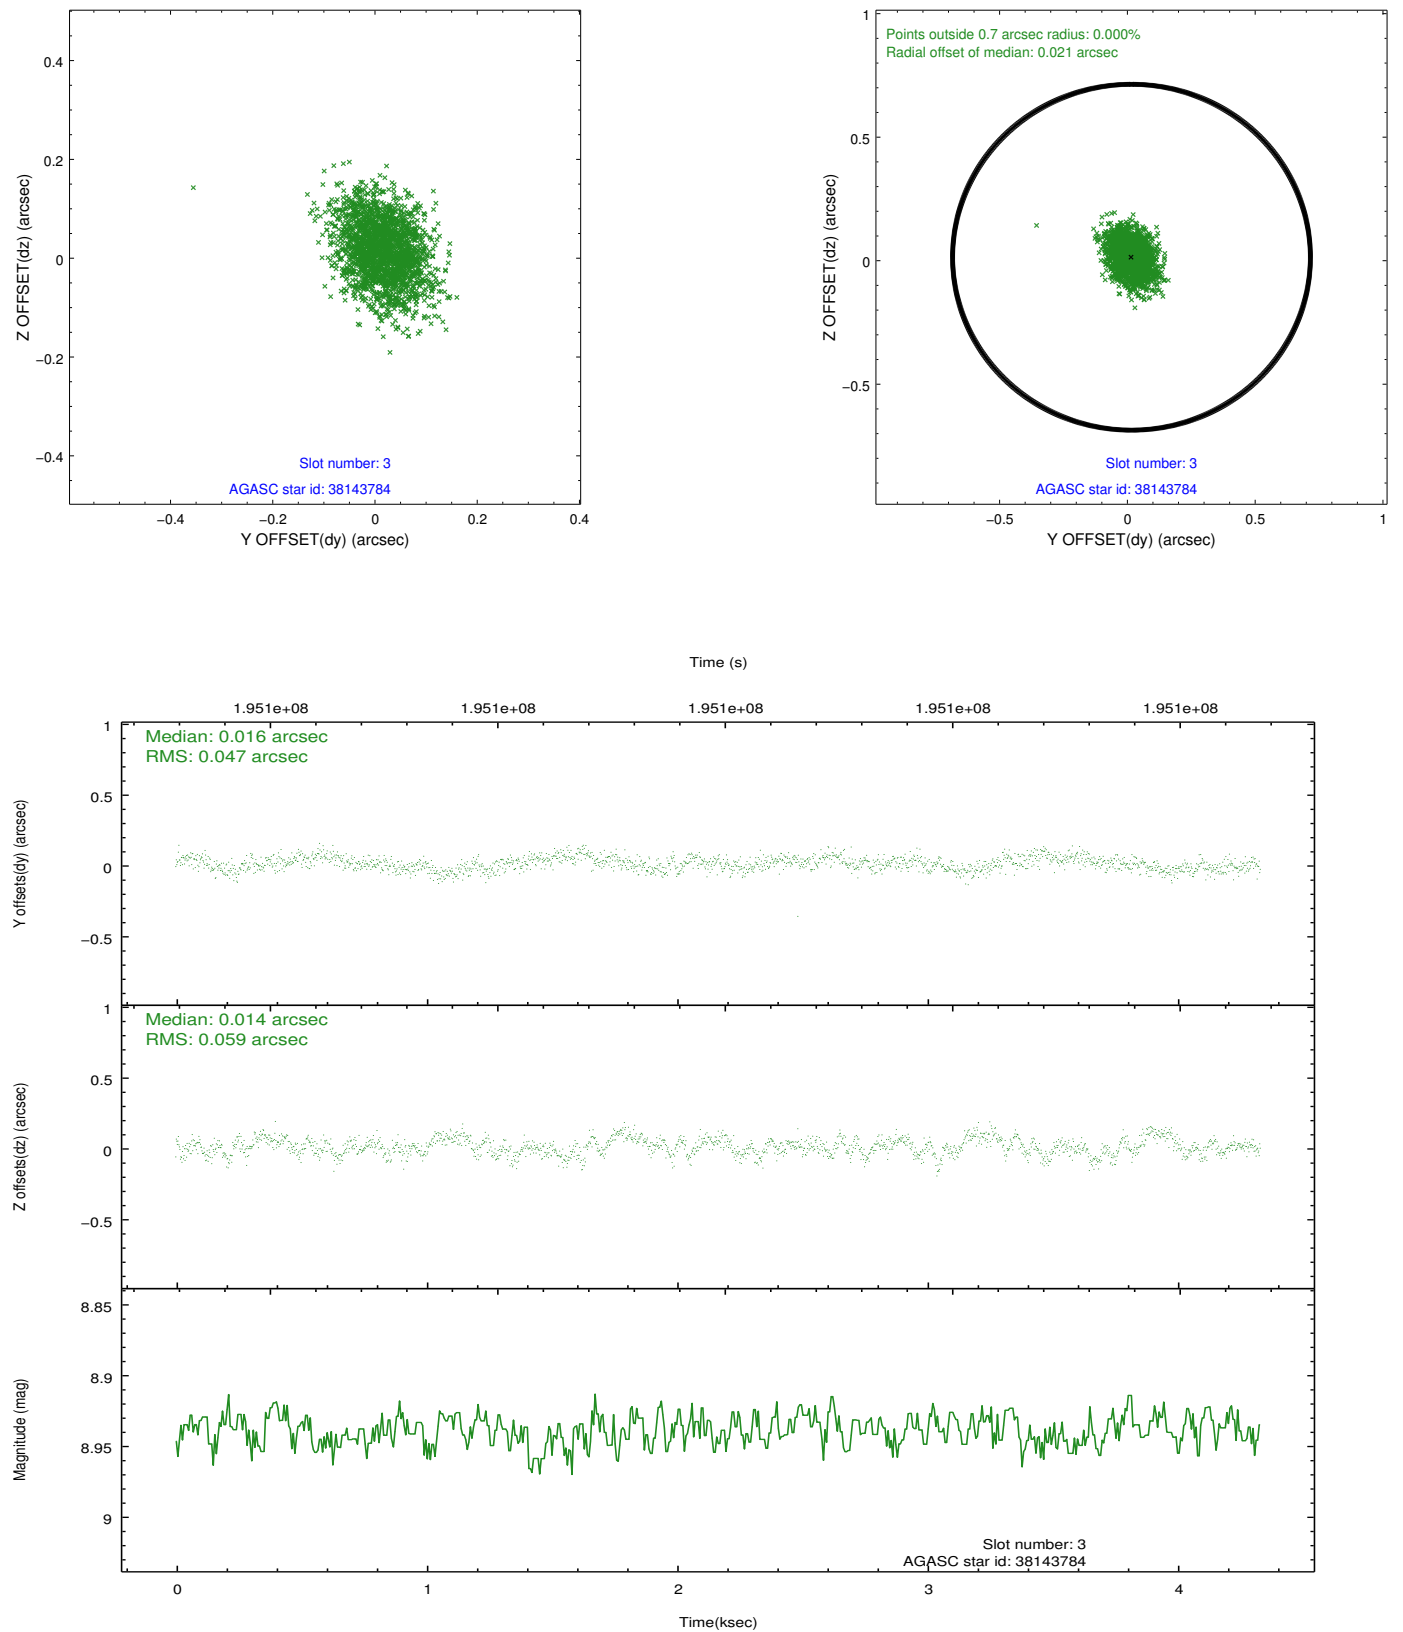 0.4
0.2
0
−0.2
−0.4
Z OFFSET(dz) (arcsec)
Slot number: 3
AGASC star id: 38143784
−0.4 −0.2 0 0.2 0.4
Y OFFSET(dy) (arcsec)
Points outside 0.7 arcsec radius: 0.000%
Radial offset of median: 0.021 arcsec
1
0.5
0
−0.5
Z OFFSET(dz) (arcsec)
Slot number: 3
AGASC star id: 38143784
−0.5 0 0.5 1
Y OFFSET(dy) (arcsec)
Time (s)
1.951e+08 1.951e+08 1.951e+08 1.951e+08 1.951e+08
Median: 0.016 arcsec
RMS: 0.047 arcsec
1
0.5
0
−0.5
Y offsets(dy) (arcsec)
Median: 0.014 arcsec
RMS: 0.059 arcsec
1
0.5
0
−0.5
Z offsets(dz) (arcsec)
8.85
8.9
8.95
9
Magnitude (mag)
Slot number: 3
AGASC star id: 38143784
0 1 2 3 4
Time(ksec)